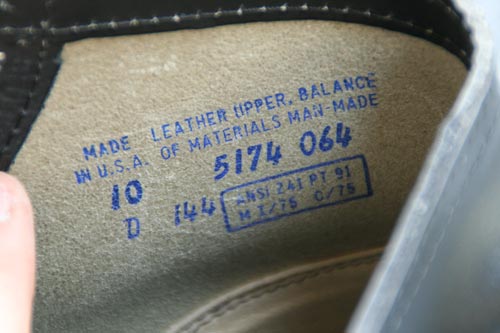 MADE LEATHER UPPER, BALANCE
IN U.S.A. OF MATERIALS MAN-MADE
10 5174 064
D 144 ANSI Z41 PT 91
M I/75 C/75